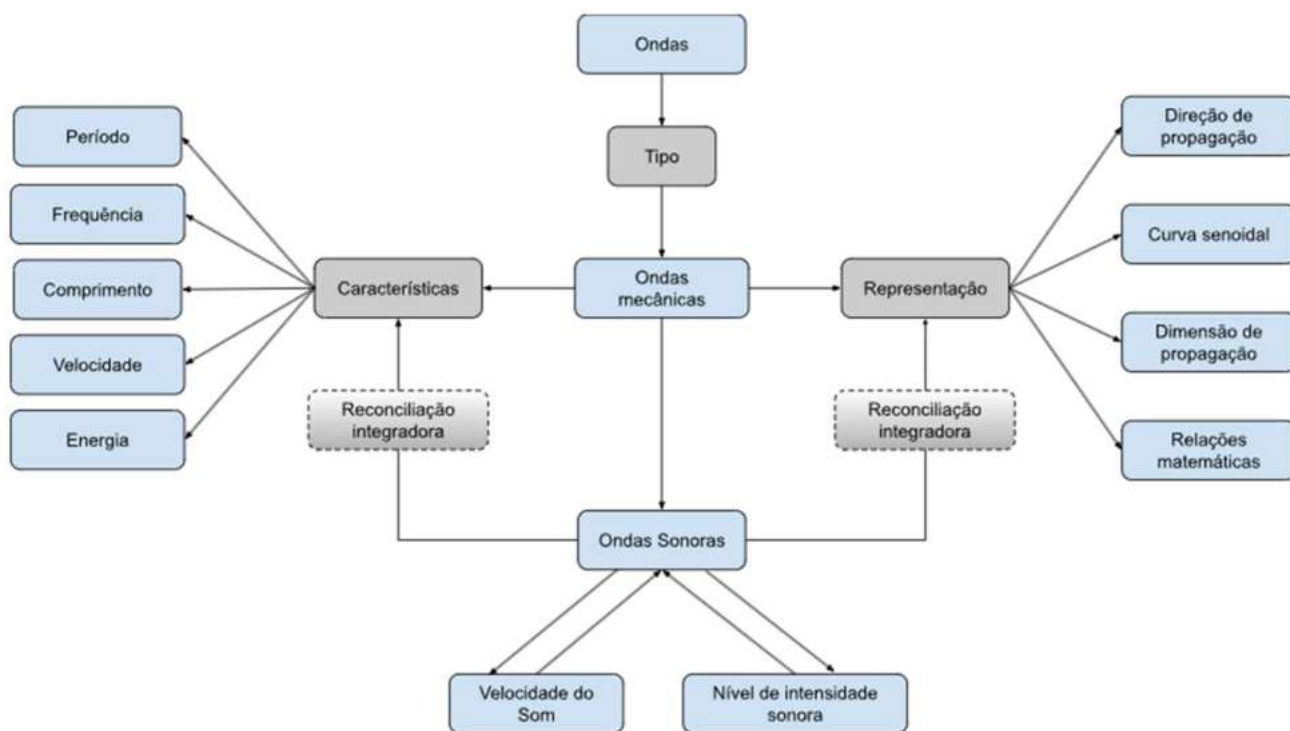 Ondas
Tipo
Período
Frequência
Comprimento
Velocidade
Energia
Características
Ondas
mecânicas
Representação
Direção de
propagação
Curva senoidal
Dimensão de
propagação
Relações
matemáticas
Reconciliação
integradora
Reconciliação
integradora
Ondas Sonoras
Velocidade do
Som
Nível de intensidade
sonora